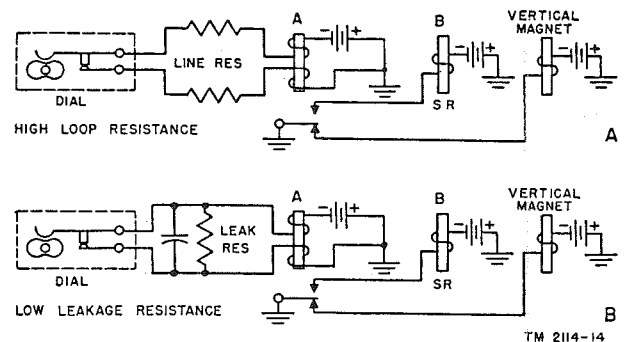 A
B
VERTICAL
MAGNET
- +
- +
- +
LINE RES
DIAL
SR
HIGH LOOP RESISTANCE
A
A
B
VERTICAL
MAGNET
- +
- +
- +
LEAK
RES
DIAL
SR
LOW LEAKAGE RESISTANCE
B
TM 2114-14